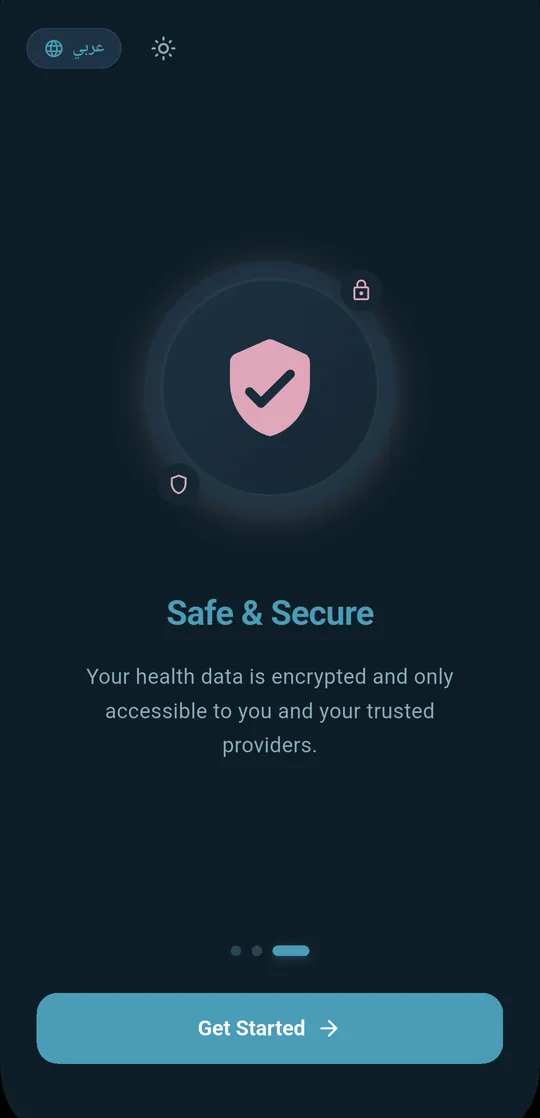 عربي
Safe & Secure
Your health data is encrypted and only
accessible to you and your trusted
providers.
Get Started